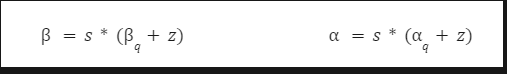 β = s * (β_q + z) α = s * (α_q + z)